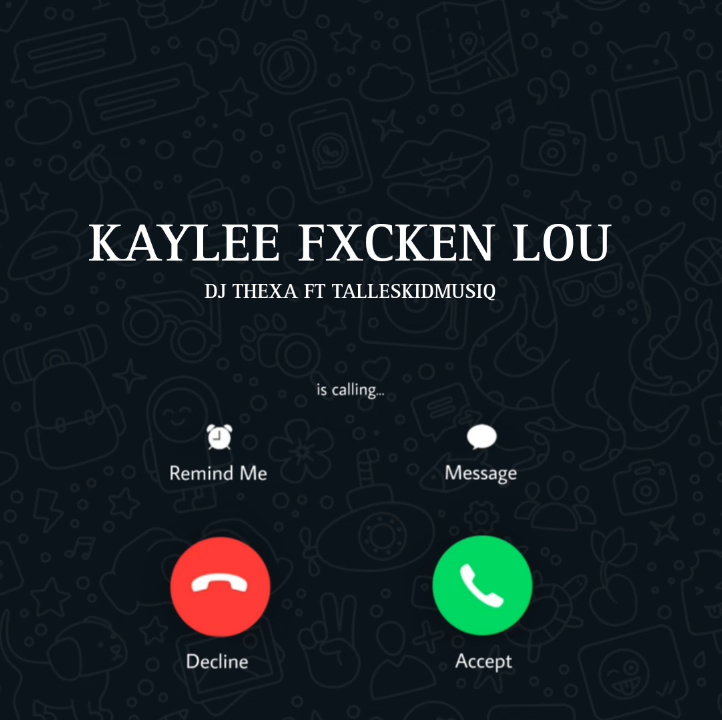 KAYLEE FXCKEN LOU
DJ THEXA FT TALLESKIDMUSIQ
is calling...
Remind Me
Message
Decline
Accept